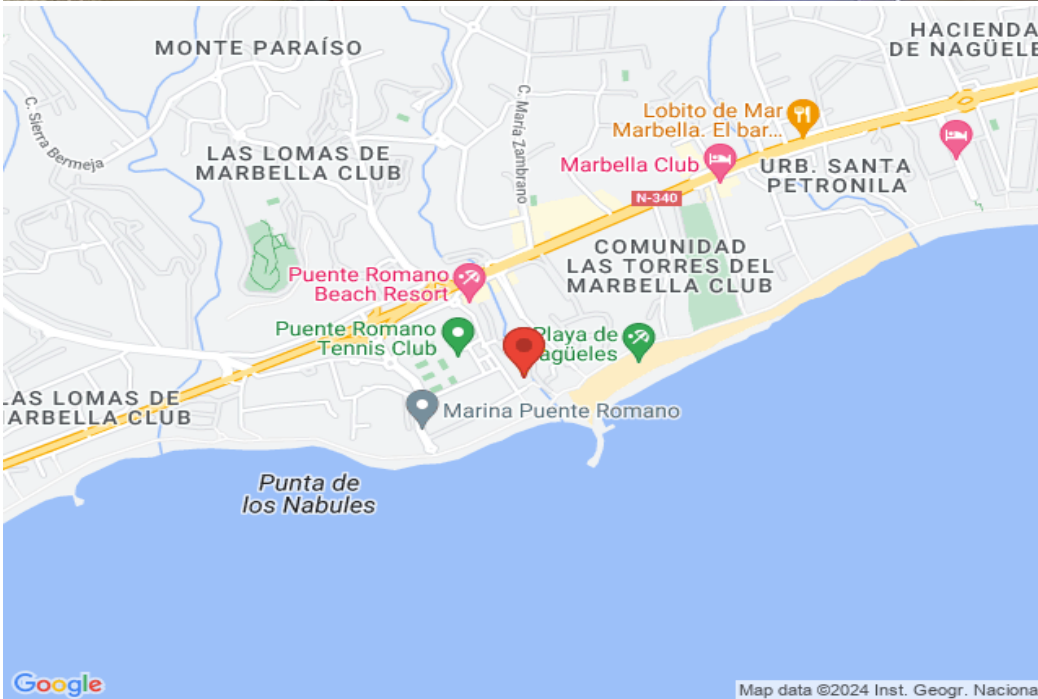 HACIENDA
DE NAGÜELE
MONTE PARAÍSO
C. Sierra Bermeja
C. María Zambrano
Lobito de Mar
Marbella. El bar...
LAS LOMAS DE
MARBELLA CLUB
Marbella Club
URB. SANTA
PETRONILA
N-340
COMUNIDAD
LAS TORRES DEL
MARBELLA CLUB
Puente Romano
Beach Resort
Puente Romano
Tennis Club
Playa de
agüeles
LAS LOMAS DE
MARBELLA CLUB
Marina Puente Romano
Punta de
los Nabules
Google
Map data ©2024 Inst. Geogr. Naciona